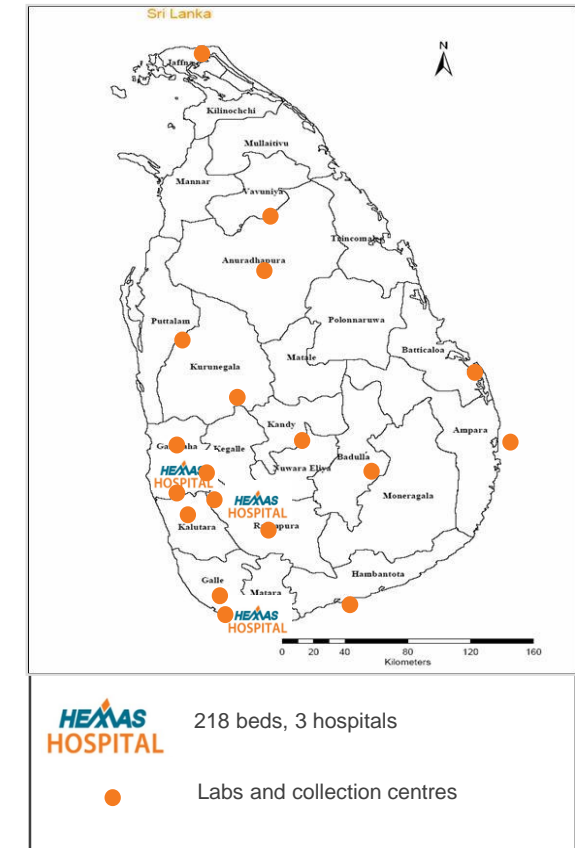 Sri Lanka
N
Jaffna
Kilinochchi
Mullaitivu
Mannar
Vavuniya
Trincomalee
Anuradhapura
Polonnaruwa
Puttalam
Batticaloa
Kurunegala
Matale
Kandy
Ampara
Kegalle
Badulla
Nuwara Eliya
HEMAS
HOSPITAL
Moneragala
HEMAS
HOSPITAL
Kalutara
Hambantota
Galle
Matara
HEMAS
HOSPITAL
0 20 40 80 120 160
Kilometers
HEMAS
HOSPITAL
218 beds, 3 hospitals
Labs and collection centres